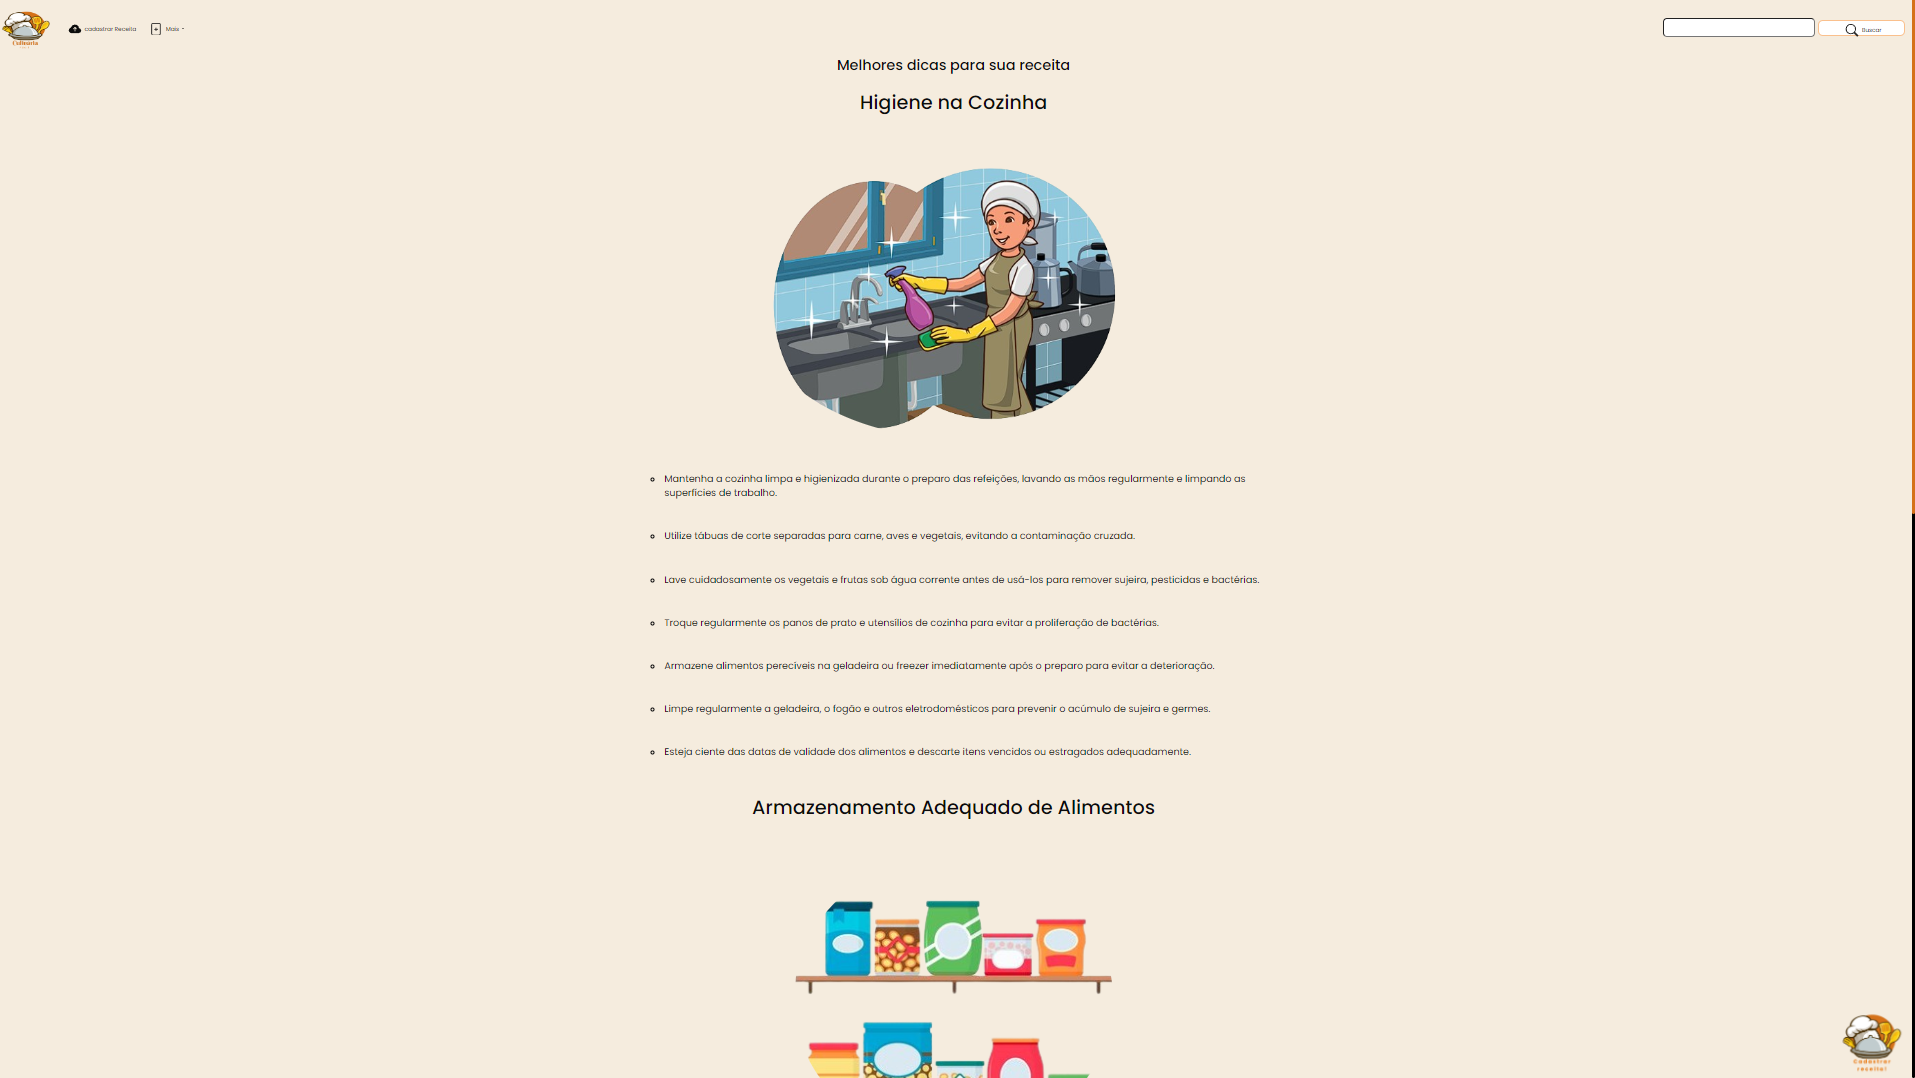 Culinária
cadastrar Receita
Mais
Buscar
Melhores dicas para sua receita
Higiene na Cozinha
Mantenha a cozinha limpa e higienizada durante o preparo das refeições, lavando as mãos regularmente e limpando as
superfícies de trabalho.
Utilize tábuas de corte separadas para carne, aves e vegetais, evitando a contaminação cruzada.
Lave cuidadosamente os vegetais e frutas sob água corrente antes de usá-los para remover sujeira, pesticidas e bactérias.
Troque regularmente os panos de prato e utensílios de cozinha para evitar a proliferação de bactérias.
Armazene alimentos perecíveis na geladeira ou freezer imediatamente após o preparo para evitar a deterioração.
Limpe regularmente a geladeira, o fogão e outros eletrodomésticos para prevenir o acúmulo de sujeira e germes.
Esteja ciente das datas de validade dos alimentos e descarte itens vencidos ou estragados adequadamente.
Armazenamento Adequado de Alimentos
Cadastrar
receita!